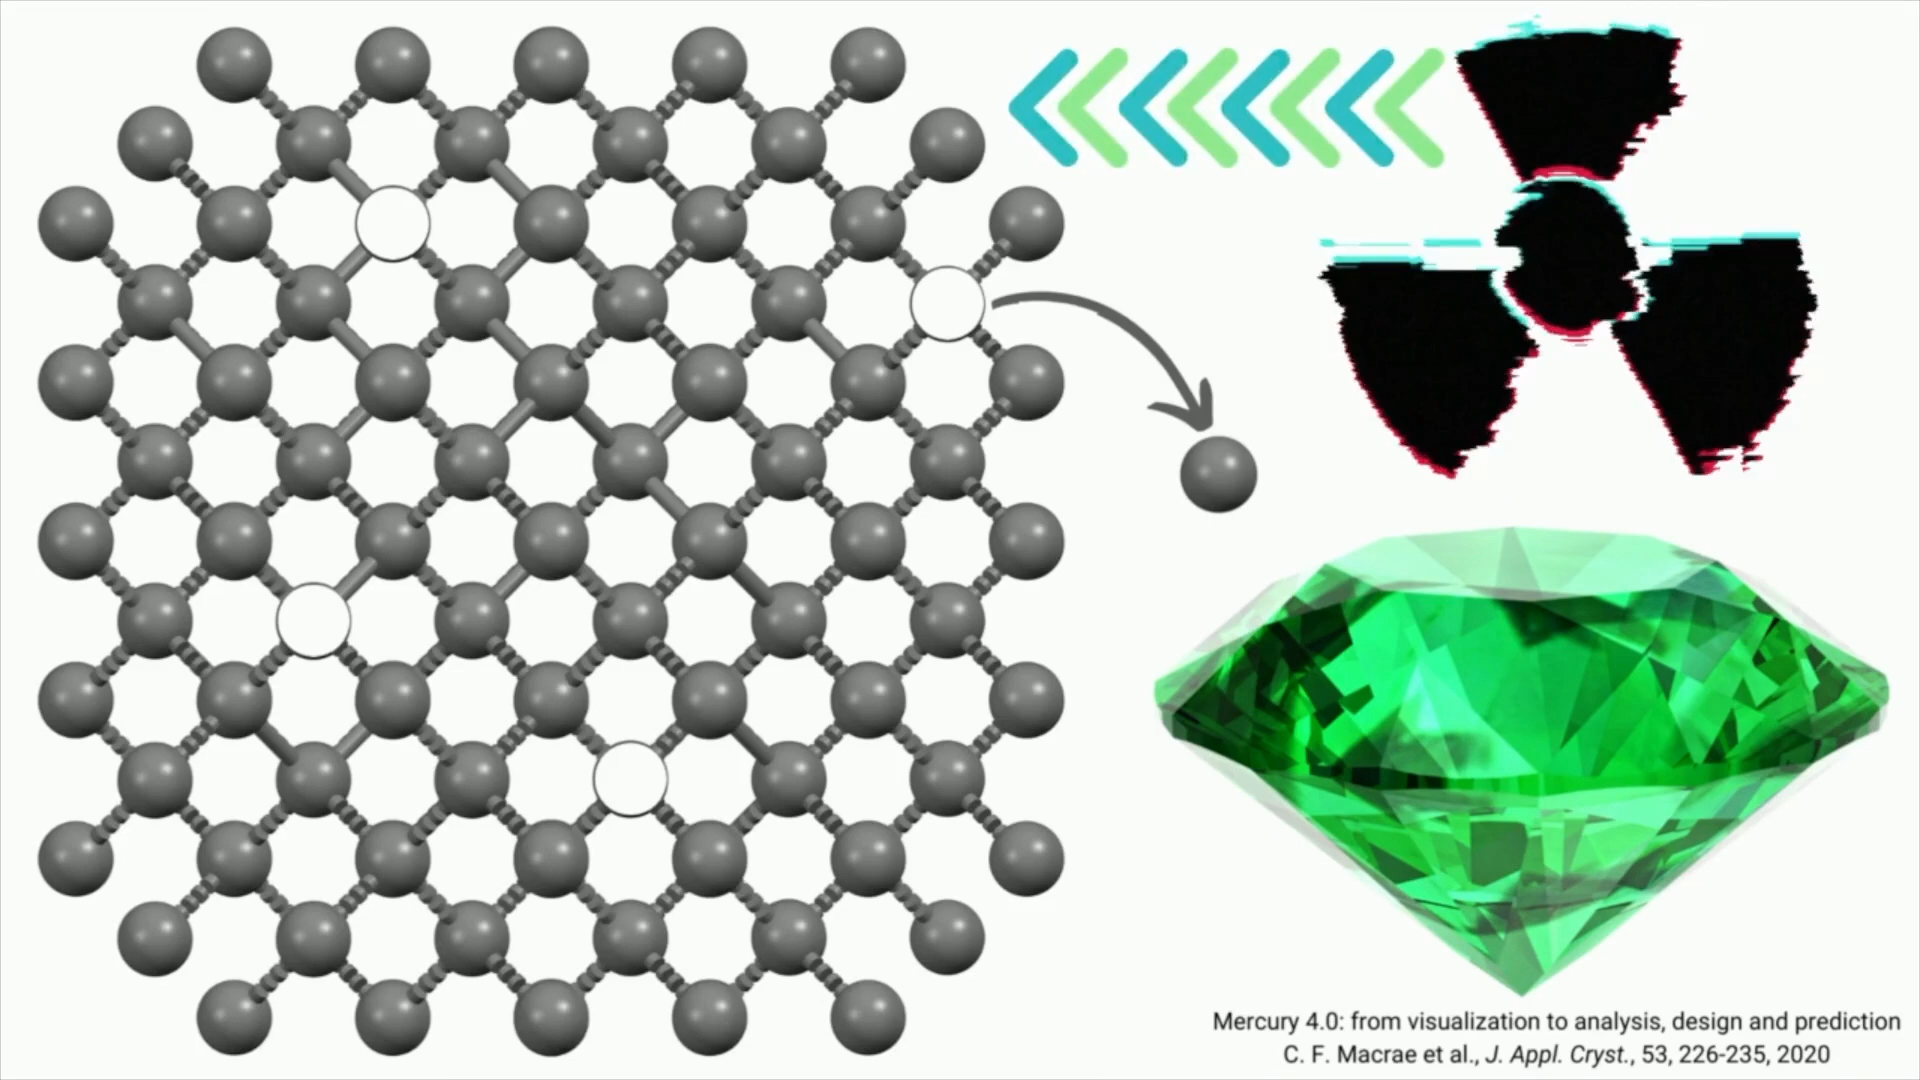 Mercury 4.0: from visualization to analysis, design and prediction
C. F. Macrae et al., J. Appl. Cryst., 53, 226-235, 2020